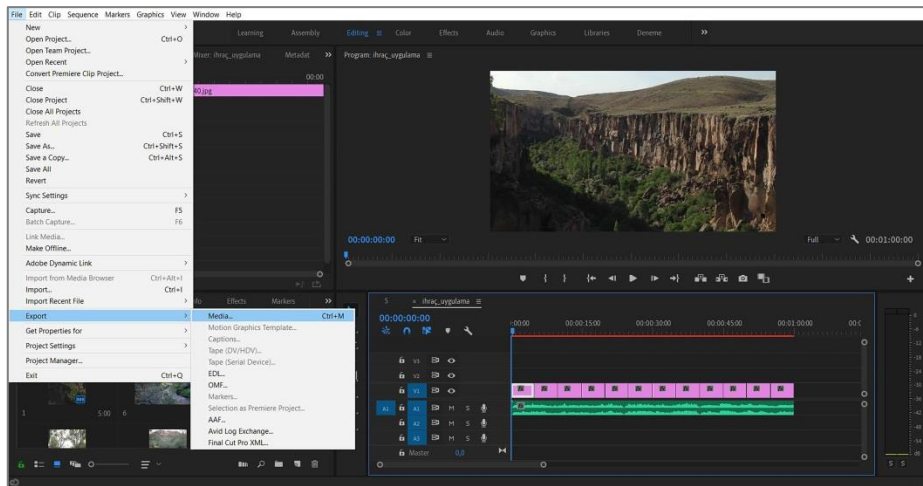 File Edit Clip Sequence Markers Graphics View Window Help
New
Open Project... Ctrl+O
Open Team Project...
Open Recent
Convert Premiere Clip Project...
Close Ctrl+W
Close Project Ctrl+Shift+W
Close All Projects
Refresh All Projects
Save Ctrl+S
Save As... Ctrl+Shift+S
Save a Copy... Ctrl+Alt+S
Save All
Revert
Sync Settings
Capture... F5
Batch Capture... F6
Link Media...
Make Offline...
Adobe Dynamic Link
Import from Media Browser Ctrl+Alt+I
Import... Ctrl+I
Import Recent File
Export
Get Properties for
Project Settings
Project Manager...
Exit Ctrl+Q
Media... Ctrl+M
Motion Graphics Template...
Captions...
Tape (DV/HDV)...
Tape (Serial Device)...
EDL...
OMF...
Markers...
Selection as Premiere Project...
AAF...
Avid Log Exchange...
Final Cut Pro XML...
Learning Assembly Editing Color Effects Audio Graphics Libraries Deneme
Mixer: ihraç_uygulama Metadat
00:00
40.jpg
Program: ihraç_uygulama
00:00:00:00 Fit Full 00:01:00:00
Effects Markers
1 5:00 6
ihraç_uygulama
00:00:00:00
:00:00 00:00:15:00 00:00:30:00 00:00:45:00 00:01:00:00
V3
V2
V1
A1 A1 M S
A2 M S
A3 M S
Master 0,0
S S